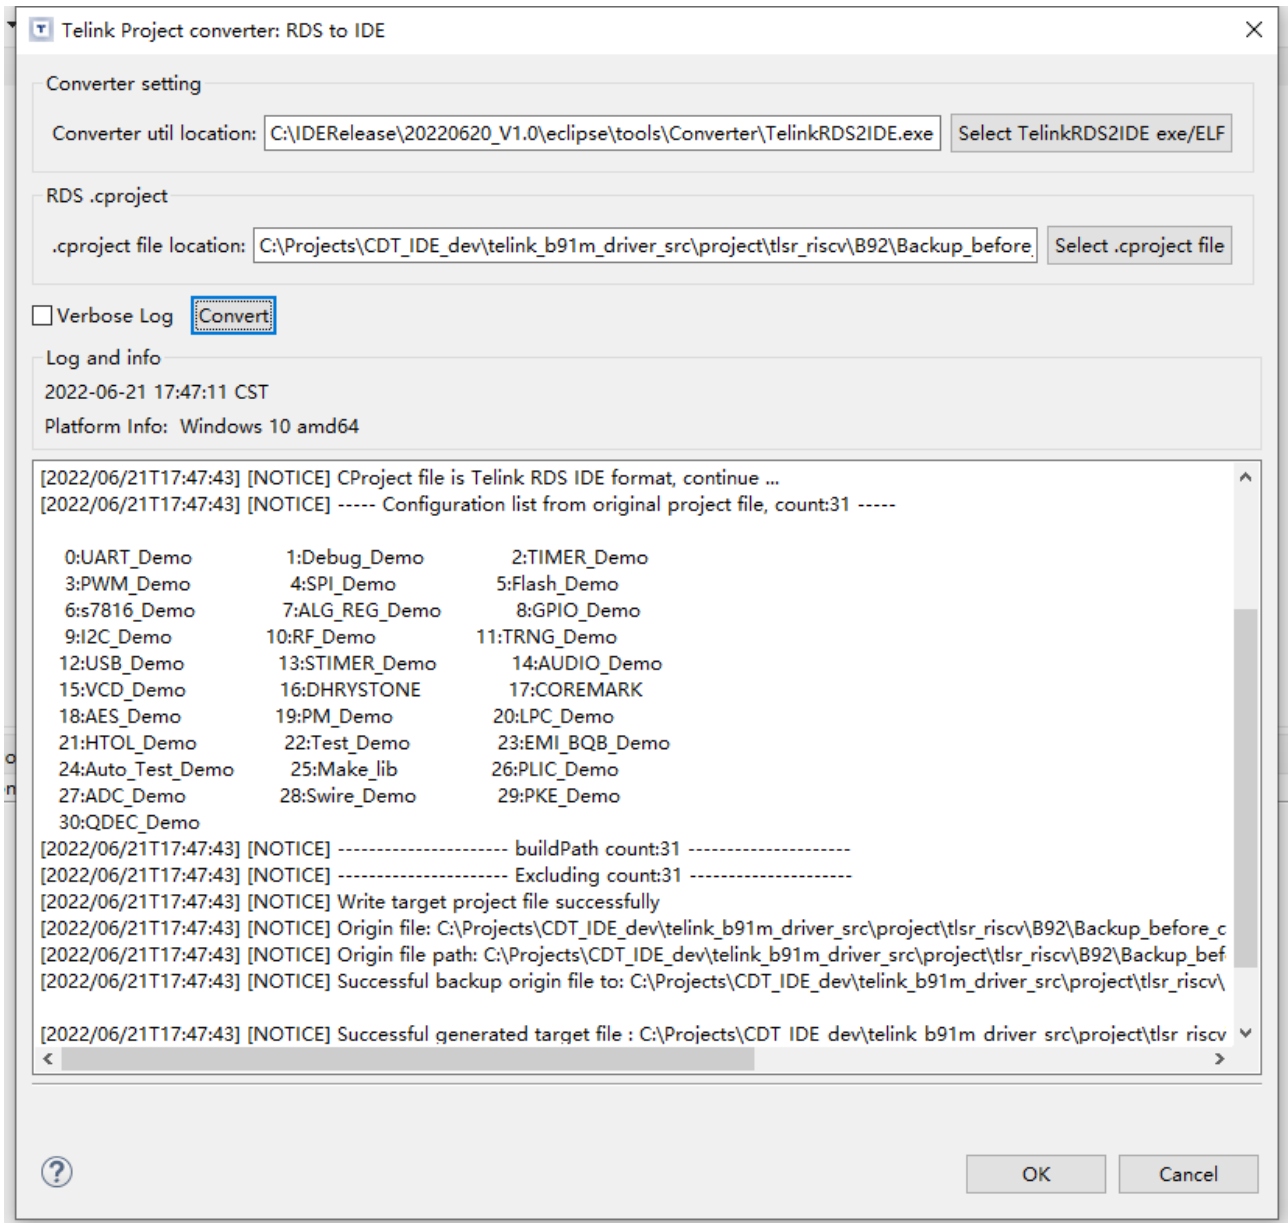 Telink Project converter: RDS to IDE
Converter setting
Converter util location: C:\IDERelease\20220620_V1.0\eclipse\tools\Converter\TelinkRDS2IDE.exe Select TelinkRDS2IDE exe/ELF
RDS .cproject
.cproject file location: C:\Projects\CDT_IDE_dev\telink_b91m_driver_src\project\tlsr_riscv\B92\Backup_before_ Select .cproject file
Verbose Log Convert
Log and info
2022-06-21 17:47:11 CST
Platform Info: Windows 10 amd64
[2022/06/21T17:47:43] [NOTICE] CProject file is Telink RDS IDE format, continue ...
[2022/06/21T17:47:43] [NOTICE] ----- Configuration list from original project file, count:31 -----
0:UART_Demo 1:Debug_Demo 2:TIMER_Demo
3:PWM_Demo 4:SPI_Demo 5:Flash_Demo
6:s7816_Demo 7:ALG_REG_Demo 8:GPIO_Demo
9:I2C_Demo 10:RF_Demo 11:TRNG_Demo
12:USB_Demo 13:STIMER_Demo 14:AUDIO_Demo
15:VCD_Demo 16:DHRYSTONE 17:COREMARK
18:AES_Demo 19:PM_Demo 20:LPC_Demo
21:HTOL_Demo 22:Test_Demo 23:EMI_BQB_Demo
24:Auto_Test_Demo 25:Make_lib 26:PLIC_Demo
27:ADC_Demo 28:Swire_Demo 29:PKE_Demo
30:QDEC_Demo
[2022/06/21T17:47:43] [NOTICE] ---------------------- buildPath count:31 ---------------------
[2022/06/21T17:47:43] [NOTICE] ---------------------- Excluding count:31 ---------------------
[2022/06/21T17:47:43] [NOTICE] Write target project file successfully
[2022/06/21T17:47:43] [NOTICE] Origin file: C:\Projects\CDT_IDE_dev\telink_b91m_driver_src\project\tlsr_riscv\B92\Backup_before_c
[2022/06/21T17:47:43] [NOTICE] Origin file path: C:\Projects\CDT_IDE_dev\telink_b91m_driver_src\project\tlsr_riscv\B92\Backup_bef
[2022/06/21T17:47:43] [NOTICE] Successful backup origin file to: C:\Projects\CDT_IDE_dev\telink_b91m_driver_src\project\tlsr_riscv\
[2022/06/21T17:47:43] [NOTICE] Successful generated target file : C:\Projects\CDT_IDE_dev\telink_b91m_driver_src\project\tlsr_riscv
OK Cancel